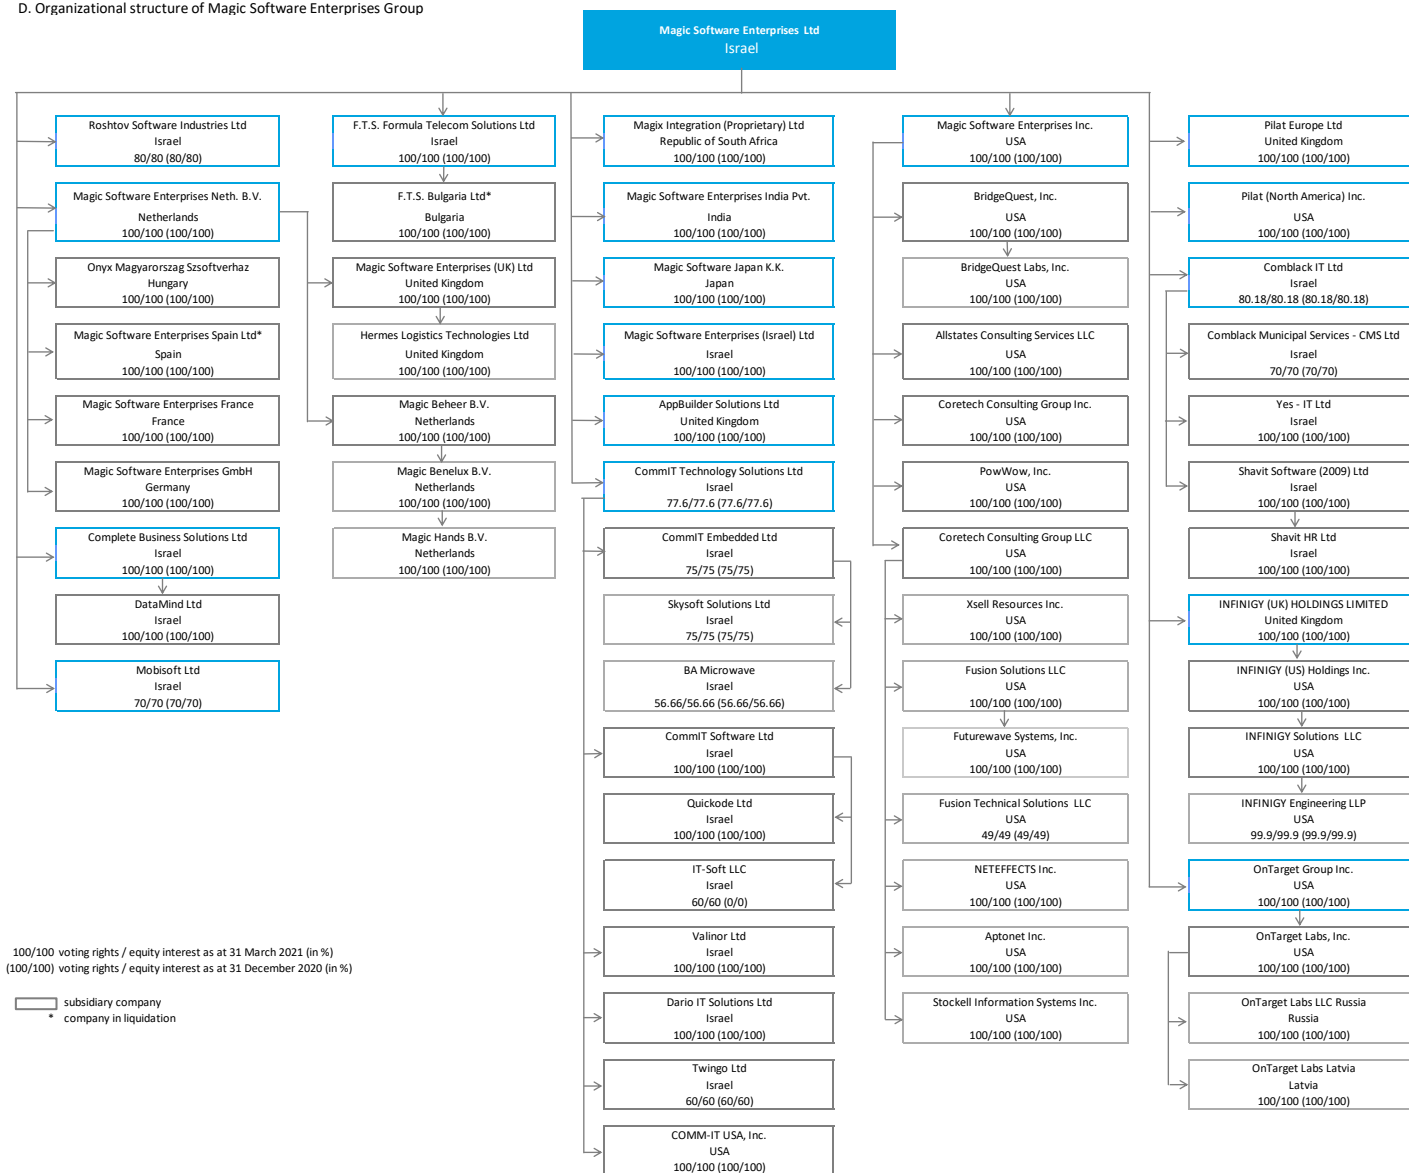 D. Organizational structure of Magic Software Enterprises Group
Magic Software Enterprises Ltd
Israel
Roshtov Software Industries Ltd
Israel
80/80 (80/80)
Magic Software Enterprises Neth. B.V.
Netherlands
100/100 (100/100)
Onyx Magyarorszag Szsoftverhaz
Hungary
100/100 (100/100)
Magic Software Enterprises Spain Ltd*
Spain
100/100 (100/100)
Magic Software Enterprises France
France
100/100 (100/100)
Magic Software Enterprises GmbH
Germany
100/100 (100/100)
Complete Business Solutions Ltd
Israel
100/100 (100/100)
DataMind Ltd
Israel
100/100 (100/100)
Mobisoft Ltd
Israel
70/70 (70/70)
F.T.S. Formula Telecom Solutions Ltd
Israel
100/100 (100/100)
F.T.S. Bulgaria Ltd*
Bulgaria
100/100 (100/100)
Magic Software Enterprises (UK) Ltd
United Kingdom
100/100 (100/100)
Hermes Logistics Technologies Ltd
United Kingdom
100/100 (100/100)
Magic Beheer B.V.
Netherlands
100/100 (100/100)
Magic Benelux B.V.
Netherlands
100/100 (100/100)
Magic Hands B.V.
Netherlands
100/100 (100/100)
Magix Integration (Proprietary) Ltd
Republic of South Africa
100/100 (100/100)
Magic Software Enterprises India Pvt.
India
100/100 (100/100)
Magic Software Japan K.K.
Japan
100/100 (100/100)
Magic Software Enterprises (Israel) Ltd
Israel
100/100 (100/100)
AppBuilder Solutions Ltd
United Kingdom
100/100 (100/100)
CommIT Technology Solutions Ltd
Israel
77.6/77.6 (77.6/77.6)
CommIT Embedded Ltd
Israel
75/75 (75/75)
Skysoft Solutions Ltd
Israel
75/75 (75/75)
BA Microwave
Israel
56.66/56.66 (56.66/56.66)
CommIT Software Ltd
Israel
100/100 (100/100)
Quickode Ltd
Israel
100/100 (100/100)
IT-Soft LLC
Israel
60/60 (0/0)
Valinor Ltd
Israel
100/100 (100/100)
Dario IT Solutions Ltd
Israel
100/100 (100/100)
Twingo Ltd
Israel
60/60 (60/60)
COMM-IT USA, Inc.
USA
100/100 (100/100)
Magic Software Enterprises Inc.
USA
100/100 (100/100)
BridgeQuest, Inc.
USA
100/100 (100/100)
BridgeQuest Labs, Inc.
USA
100/100 (100/100)
Allstates Consulting Services LLC
USA
100/100 (100/100)
Coretech Consulting Group Inc.
USA
100/100 (100/100)
PowWow, Inc.
USA
100/100 (100/100)
Coretech Consulting Group LLC
USA
100/100 (100/100)
Xsell Resources Inc.
USA
100/100 (100/100)
Fusion Solutions LLC
USA
100/100 (100/100)
Futurewave Systems, Inc.
USA
100/100 (100/100)
Fusion Technical Solutions LLC
USA
49/49 (49/49)
NETEFFECTS Inc.
USA
100/100 (100/100)
Aptonet Inc.
USA
100/100 (100/100)
Stockell Information Systems Inc.
USA
100/100 (100/100)
Pilat Europe Ltd
United Kingdom
100/100 (100/100)
Pilat (North America) Inc.
USA
100/100 (100/100)
Comblack IT Ltd
Israel
80.18/80.18 (80.18/80.18)
Comblack Municipal Services - CMS Ltd
Israel
70/70 (70/70)
Yes - IT Ltd
Israel
100/100 (100/100)
Shavit Software (2009) Ltd
Israel
100/100 (100/100)
Shavit HR Ltd
Israel
100/100 (100/100)
INFINIGY (UK) HOLDINGS LIMITED
United Kingdom
100/100 (100/100)
INFINIGY (US) Holdings Inc.
USA
100/100 (100/100)
INFINIGY Solutions LLC
USA
100/100 (100/100)
INFINIGY Engineering LLP
USA
99.9/99.9 (99.9/99.9)
OnTarget Group Inc.
USA
100/100 (100/100)
OnTarget Labs, Inc.
USA
100/100 (100/100)
OnTarget Labs LLC Russia
Russia
100/100 (100/100)
OnTarget Labs Latvia
Latvia
100/100 (100/100)
100/100 voting rights / equity interest as at 31 March 2021 (in %)
(100/100) voting rights / equity interest as at 31 December 2020 (in %)
subsidiary company
* company in liquidation